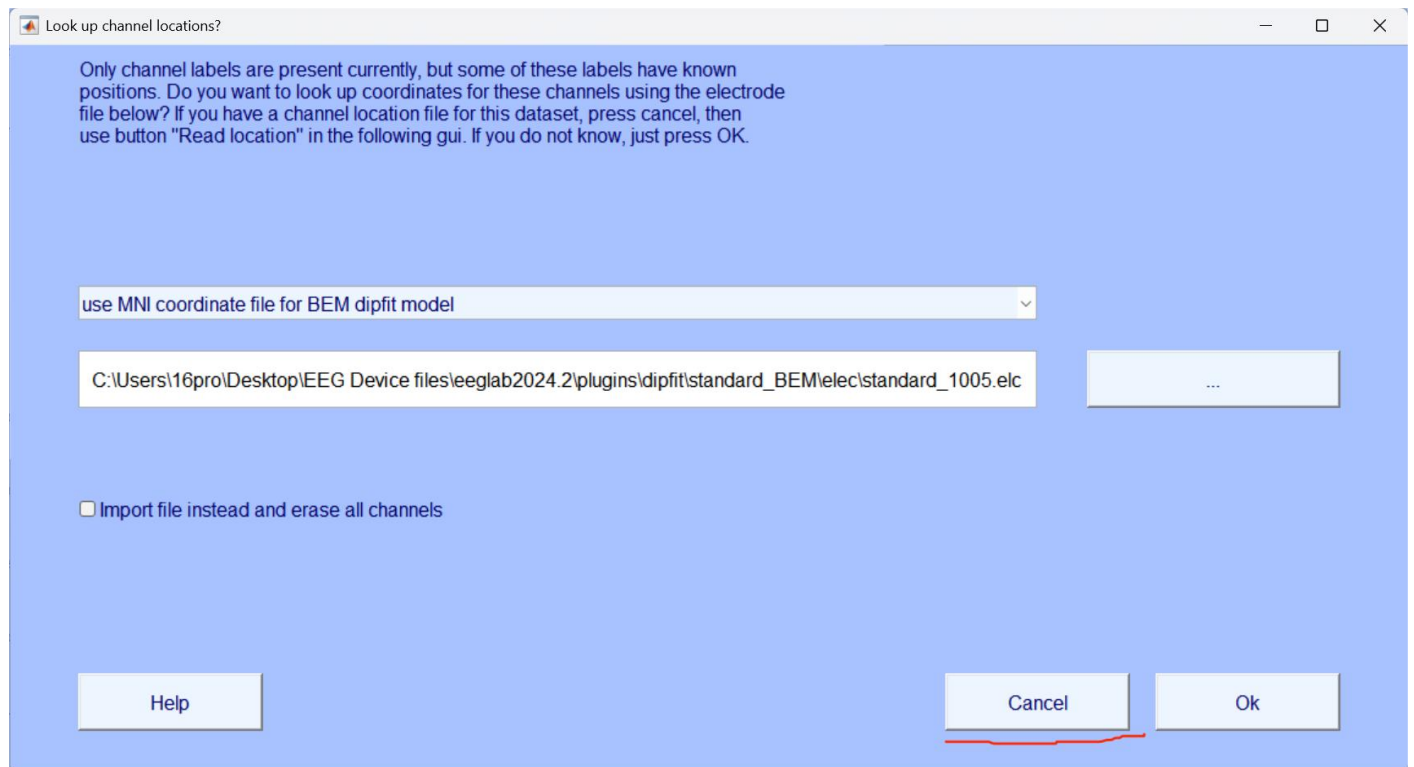 Look up channel locations?
Only channel labels are present currently, but some of these labels have known
positions. Do you want to look up coordinates for these channels using the electrode
file below? If you have a channel location file for this dataset, press cancel, then
use button "Read location" in the following gui. If you do not know, just press OK.
use MNI coordinate file for BEM dipfit model
C:\Users\16pro\Desktop\EEG Device files\eeglab2024.2\plugins\dipfit\standard_BEM\elec\standard_1005.elc
...
Import file instead and erase all channels
Help
Cancel
Ok